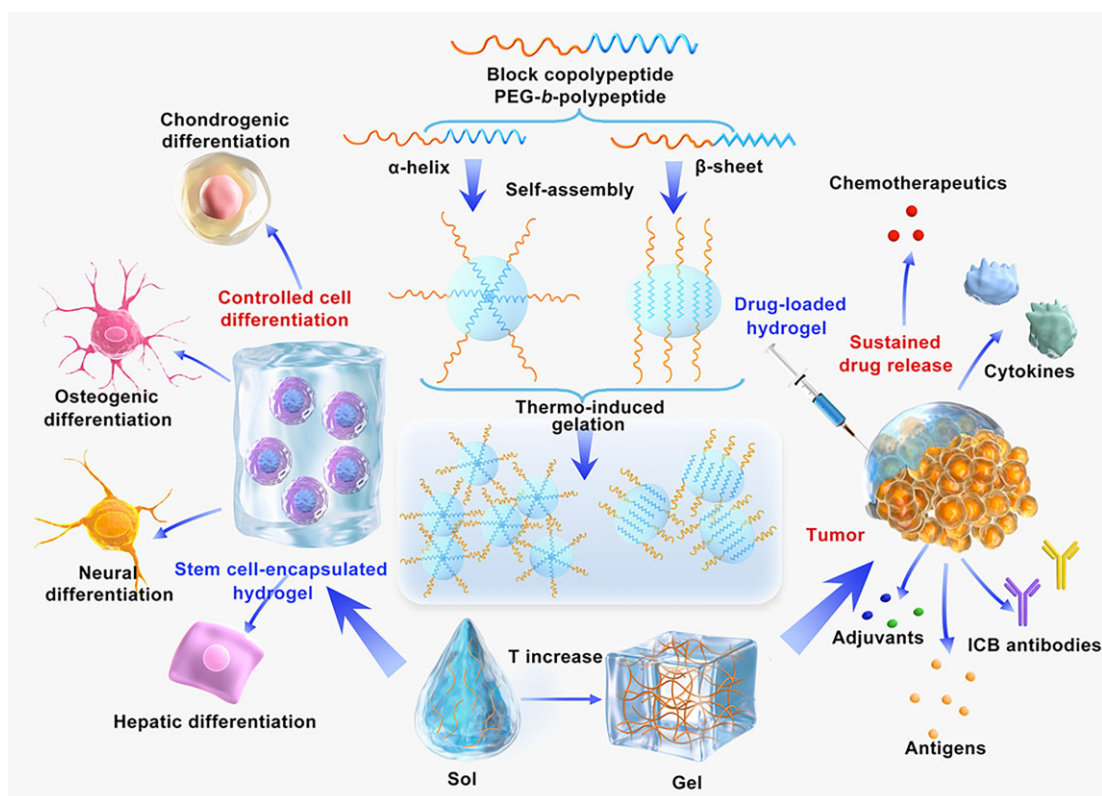 Block copolypeptide
PEG-b-polypeptide
α-helix
β-sheet
Self-assembly
Thermo-induced
gelation
Chondrogenic
differentiation
Controlled cell
differentiation
Osteogenic
differentiation
Neural
differentiation
Stem cell-encapsulated
hydrogel
Hepatic differentiation
Sol
T increase
Gel
Drug-loaded
hydrogel
Chemotherapeutics
Sustained
drug release
Cytokines
Tumor
Adjuvants
ICB antibodies
Antigens